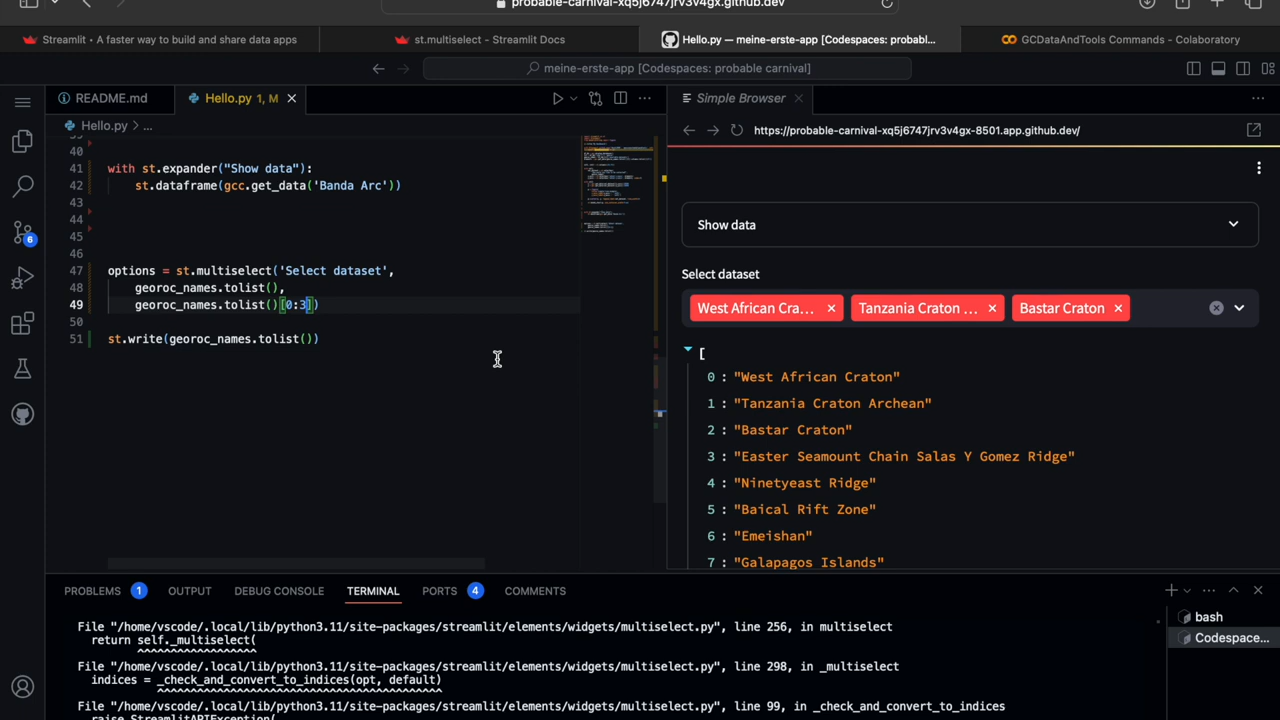 probable-carnival-xq5j6747jrv3v4gx.github.dev
Streamlit • A faster way to build and share data apps
st.multiselect - Streamlit Docs
Hello.py — meine-erste-app [Codespaces: probabl...
GCDataAndTools Commands - Colaboratory
meine-erste-app [Codespaces: probable carnival]
README.md
Hello.py 1, M
Simple Browser
Hello.py > ...
https://probable-carnival-xq5j6747jrv3v4gx-8501.app.github.dev/
39
40
41 with st.expander("Show data"):
42 st.dataframe(gcc.get_data('Banda Arc'))
43
44
45
46
47 options = st.multiselect('Select dataset',
48 georoc_names.tolist(),
49 georoc_names.tolist()[0:3])
50
51 st.write(georoc_names.tolist())
6
Show data
Select dataset
West African Cra...
Tanzania Craton ...
Bastar Craton
[
0 : "West African Craton"
1 : "Tanzania Craton Archean"
2 : "Bastar Craton"
3 : "Easter Seamount Chain Salas Y Gomez Ridge"
4 : "Ninetyeast Ridge"
5 : "Baical Rift Zone"
6 : "Emeishan"
7 : "Galapagos Islands"
PROBLEMS 1 OUTPUT DEBUG CONSOLE TERMINAL PORTS 4 COMMENTS
File "/home/vscode/.local/lib/python3.11/site-packages/streamlit/elements/widgets/multiselect.py", line 256, in multiselect
return self._multiselect(
^^^^^^^^^^^^^^^^^^
File "/home/vscode/.local/lib/python3.11/site-packages/streamlit/elements/widgets/multiselect.py", line 298, in _multiselect
indices = _check_and_convert_to_indices(opt, default)
^^^^^^^^^^^^^^^^^^^^^^^^^^^^^^^^^^^^^^^^^^^
File "/home/vscode/.local/lib/python3.11/site-packages/streamlit/elements/widgets/multiselect.py", line 99, in _check_and_convert_to_indices
raise StreamlitAPIException(
bash
Codespace...